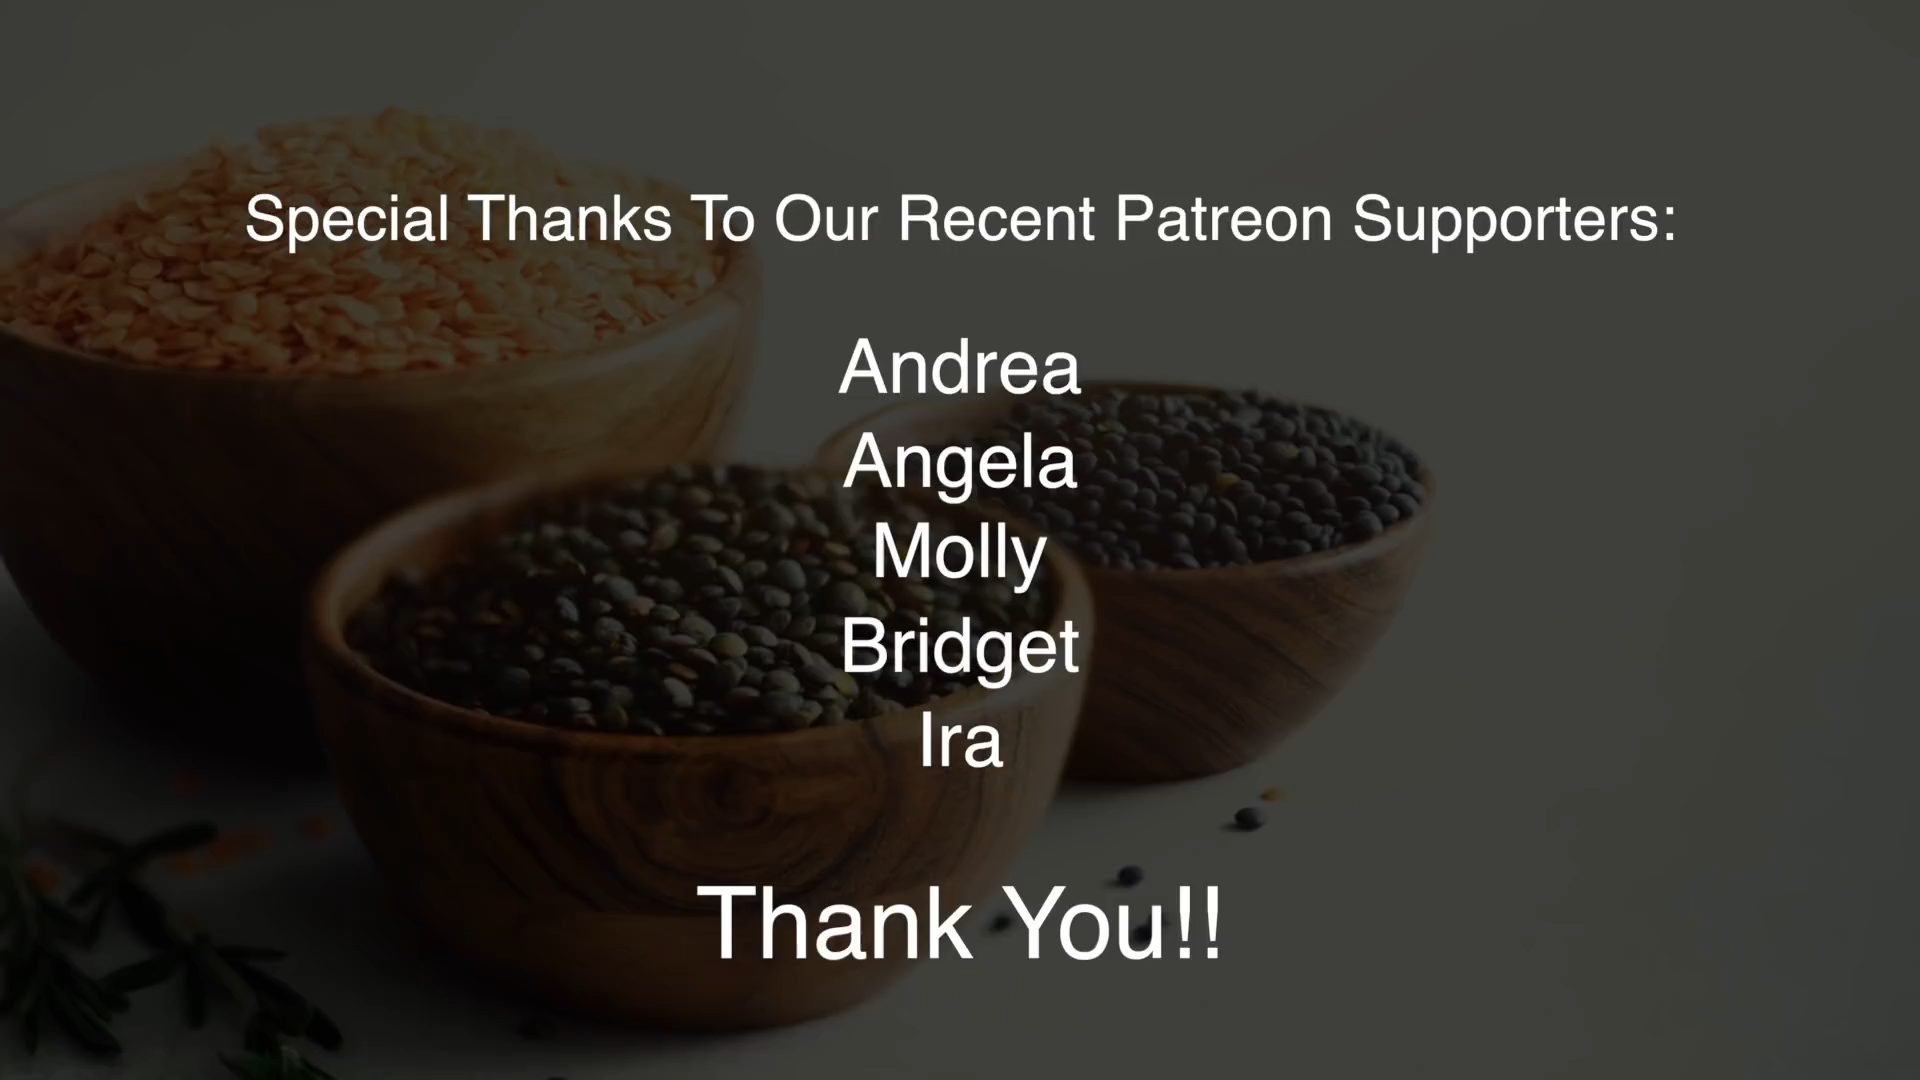 Special Thanks To Our Recent Patreon Supporters:
Andrea
Angela
Molly
Bridget
Ira
Thank You!!